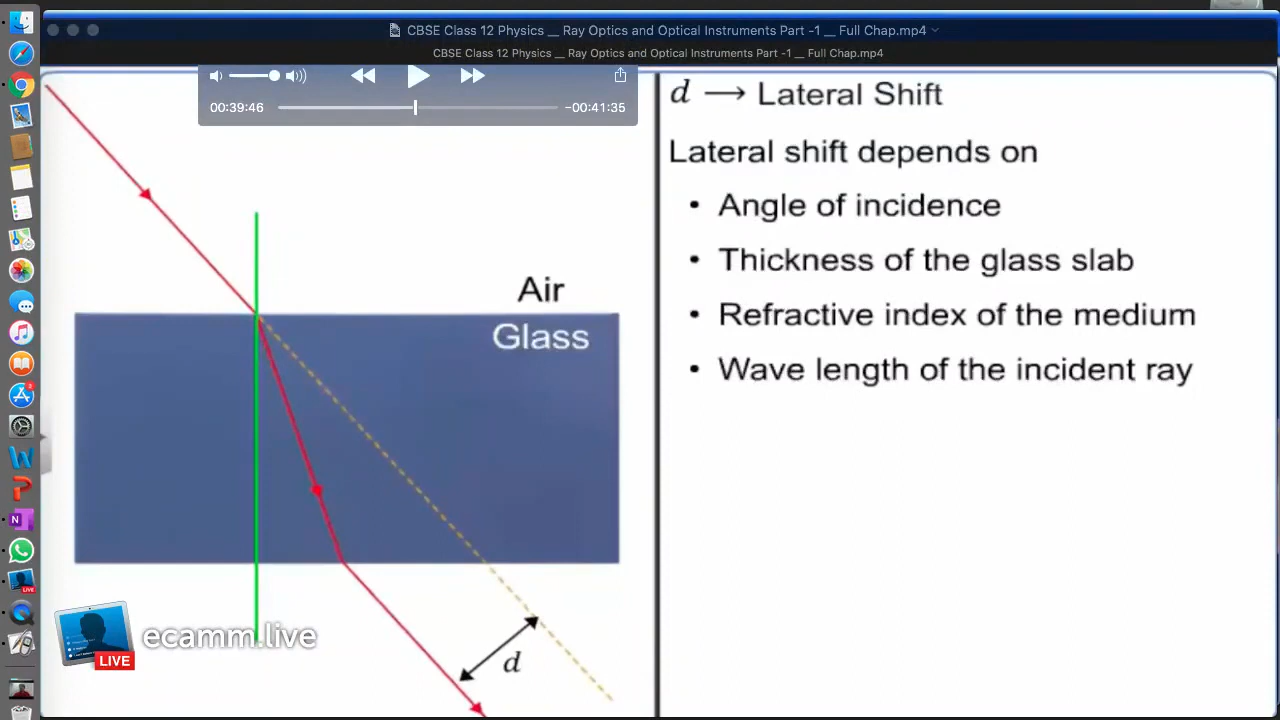 CBSE Class 12 Physics __ Ray Optics and Optical Instruments Part -1 __ Full Chap.mp4
CBSE Class 12 Physics __ Ray Optics and Optical Instruments Part -1 __ Full Chap.mp4
00:39:46
-00:41:35
Air
Glass
d
ecamm.live
LIVE
d → Lateral Shift
Lateral shift depends on
• Angle of incidence
• Thickness of the glass slab
• Refractive index of the medium
• Wave length of the incident ray